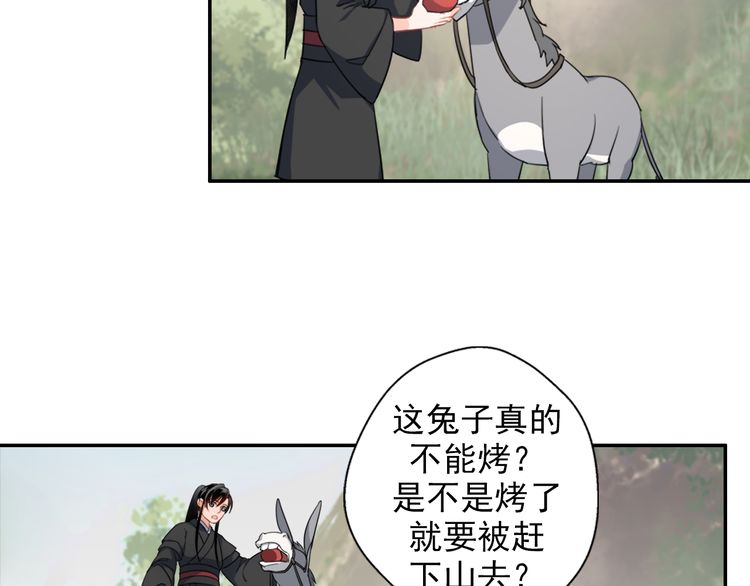 这兔子真的
不能烤?
是不是烤了
就要被赶
下山去?